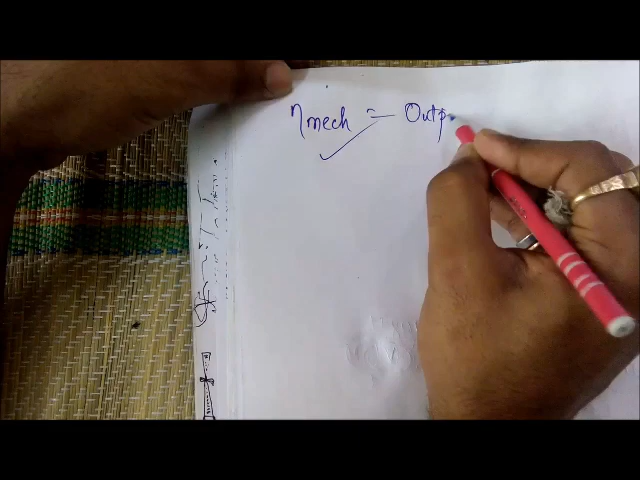 ηmech = Outp